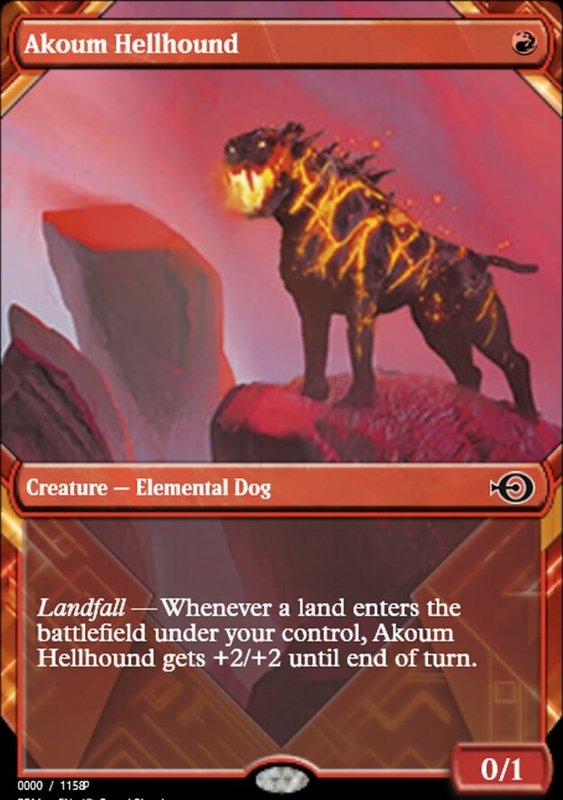 Akoum Hellhound
Creature — Elemental Dog
Landfall — Whenever a land enters the
battlefield under your control, Akoum
Hellhound gets +2/+2 until end of turn.
0/1
0000 / 1158P